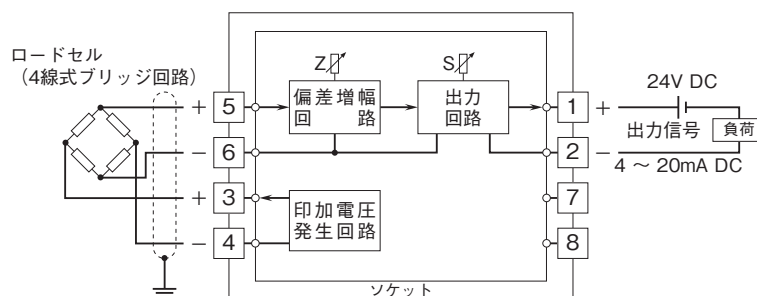 ロードセル
（4線式ブリッジ回路）
Z
S
24V DC
＋
5
偏差増幅
回　　路
出力
回路
1
＋
出力信号
負荷
－
6
2
－
4 ～ 20mA DC
＋
3
印加電圧
発生回路
7
－
4
8
ソケット